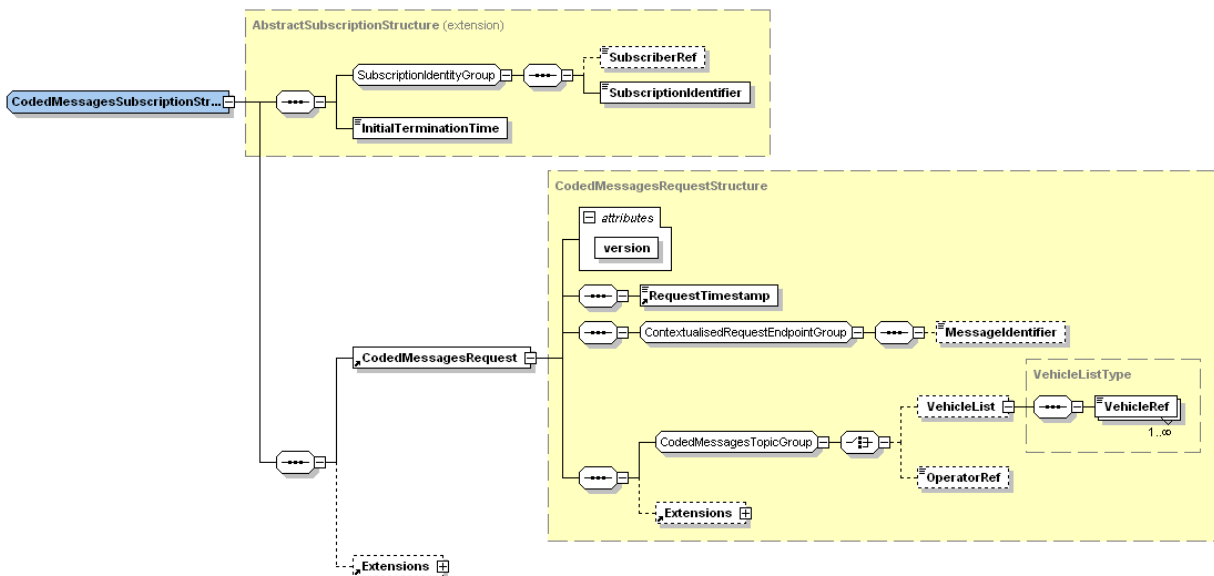 AbstractSubscriptionStructure (extension)
SubscriberRef
SubscriptionIdentityGroup
SubscriptionIdentifier
CodedMessagesSubscriptionStr...
InitialTerminationTime
CodedMessagesRequestStructure
attributes
version
RequestTimestamp
ContextualisedRequestEndpointGroup
MessageIdentifier
CodedMessagesRequest
VehicleListType
VehicleList
VehicleRef
1..∞
CodedMessagesTopicGroup
OperatorRef
Extensions
Extensions